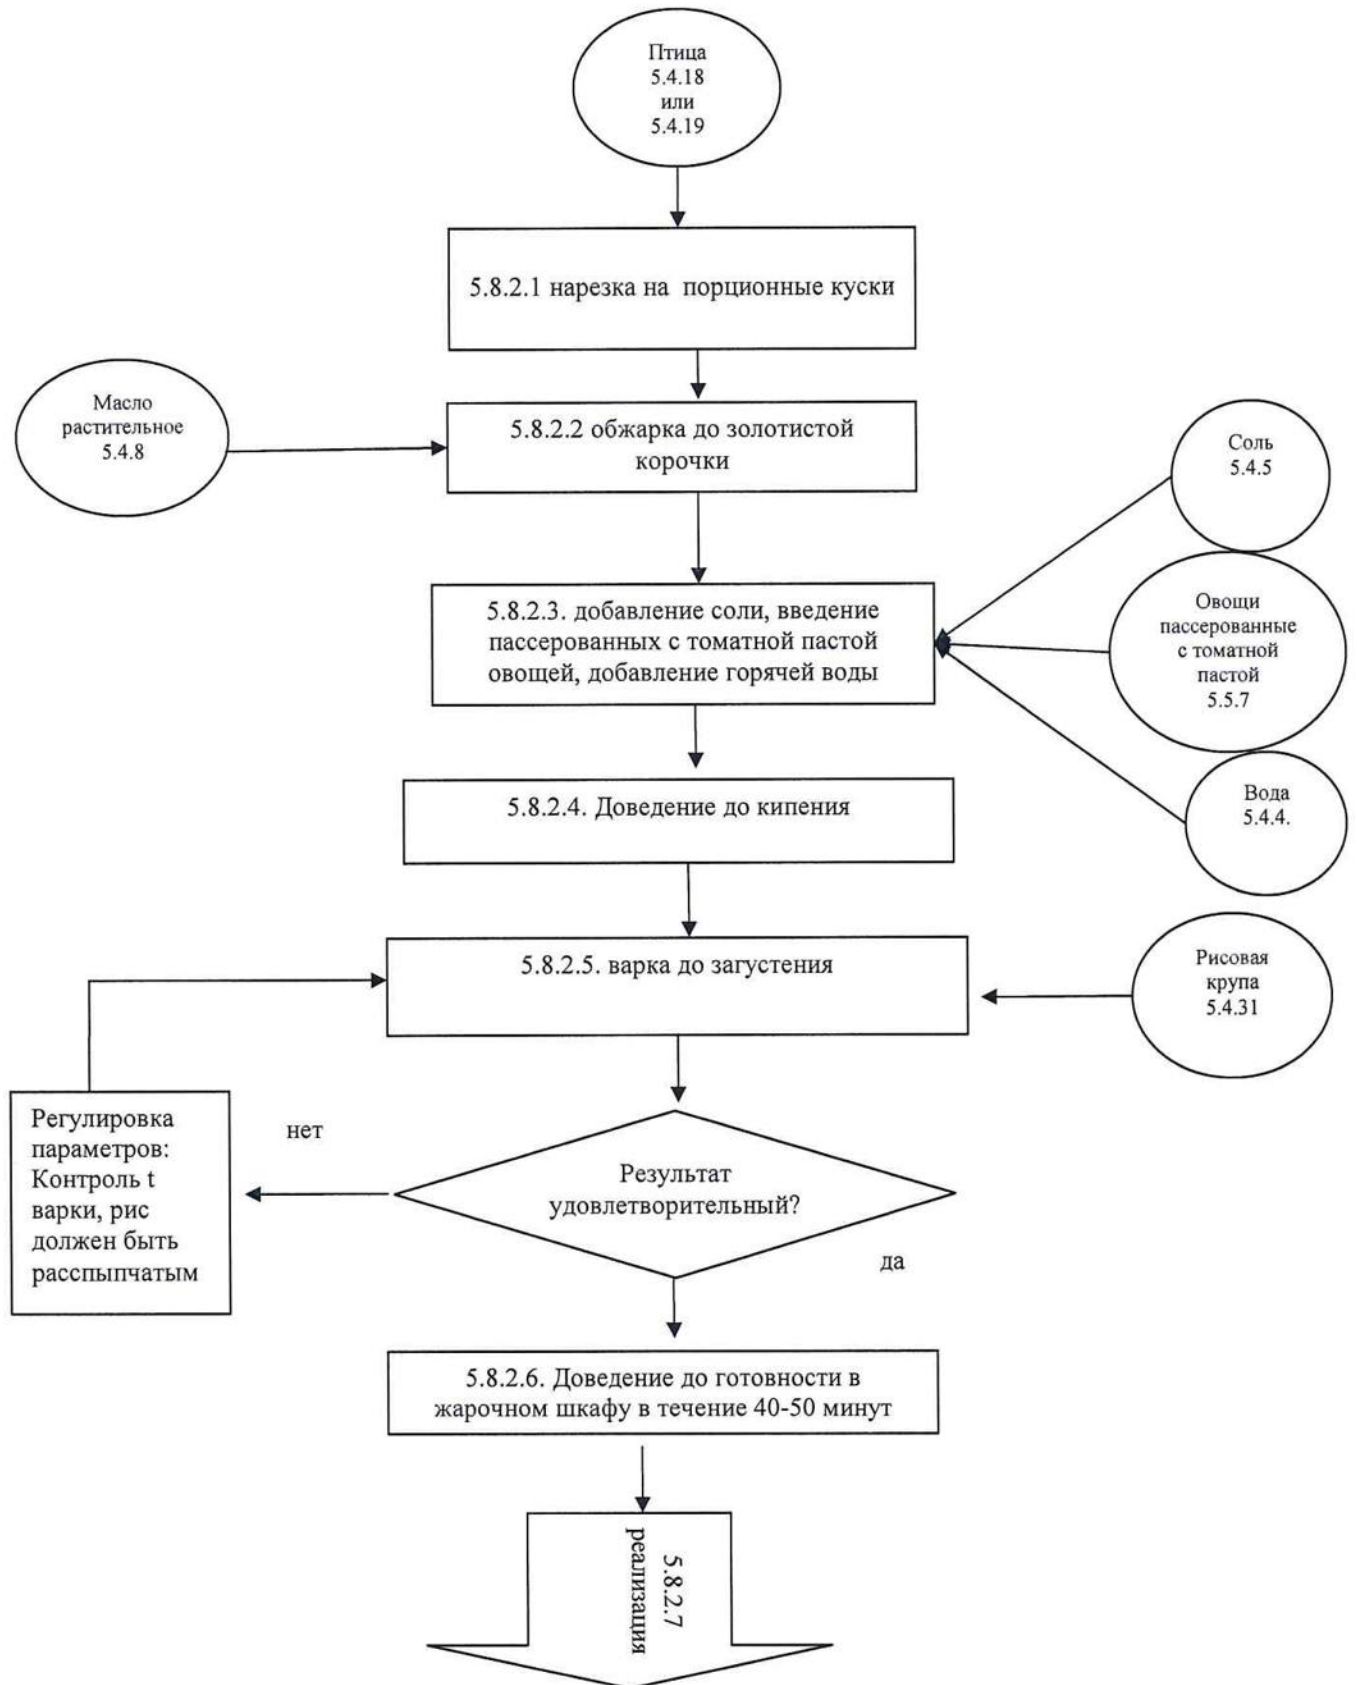 Птица
5.4.18
или
5.4.19
5.8.2.1 нарезка на порционные куски
Масло
растительное
5.4.8
5.8.2.2 обжарка до золотистой
корочки
Соль
5.4.5
5.8.2.3. добавление соли, введение
пассерованных с томатной пастой
овощей, добавление горячей воды
Овощи
пассерованные
с томатной
пастой
5.5.7
5.8.2.4. Доведение до кипения
Вода
5.4.4.
5.8.2.5. варка до загустения
Рисовая
крупа
5.4.31
Регулировка
параметров:
Контроль t
варки, рис
должен быть
расспыпчатым
нет
Результат
удовлетворительный?
да
5.8.2.6. Доведение до готовности в
жарочном шкафу в течение 40-50 минут
5.8.2.7
реализация